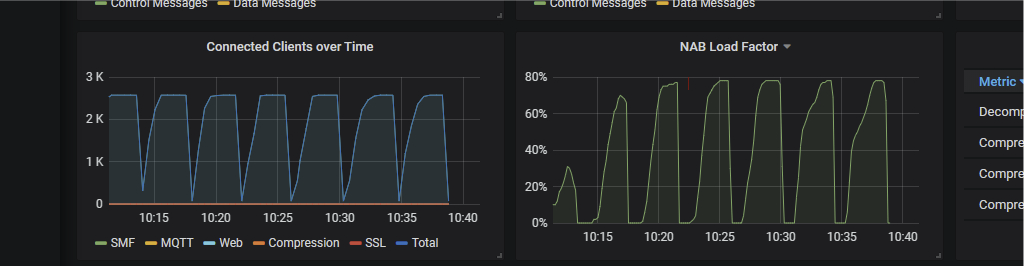 Control Messages Data Messages
Control Messages Data Messages
Connected Clients over Time
3 K
2 K
1 K
0
10:15 10:20 10:25 10:30 10:35 10:40
SMF MQTT Web Compression SSL Total
NAB Load Factor
80%
60%
40%
20%
0%
10:15 10:20 10:25 10:30 10:35 10:40
Metric
Decomp
Compre
Compre
Compre